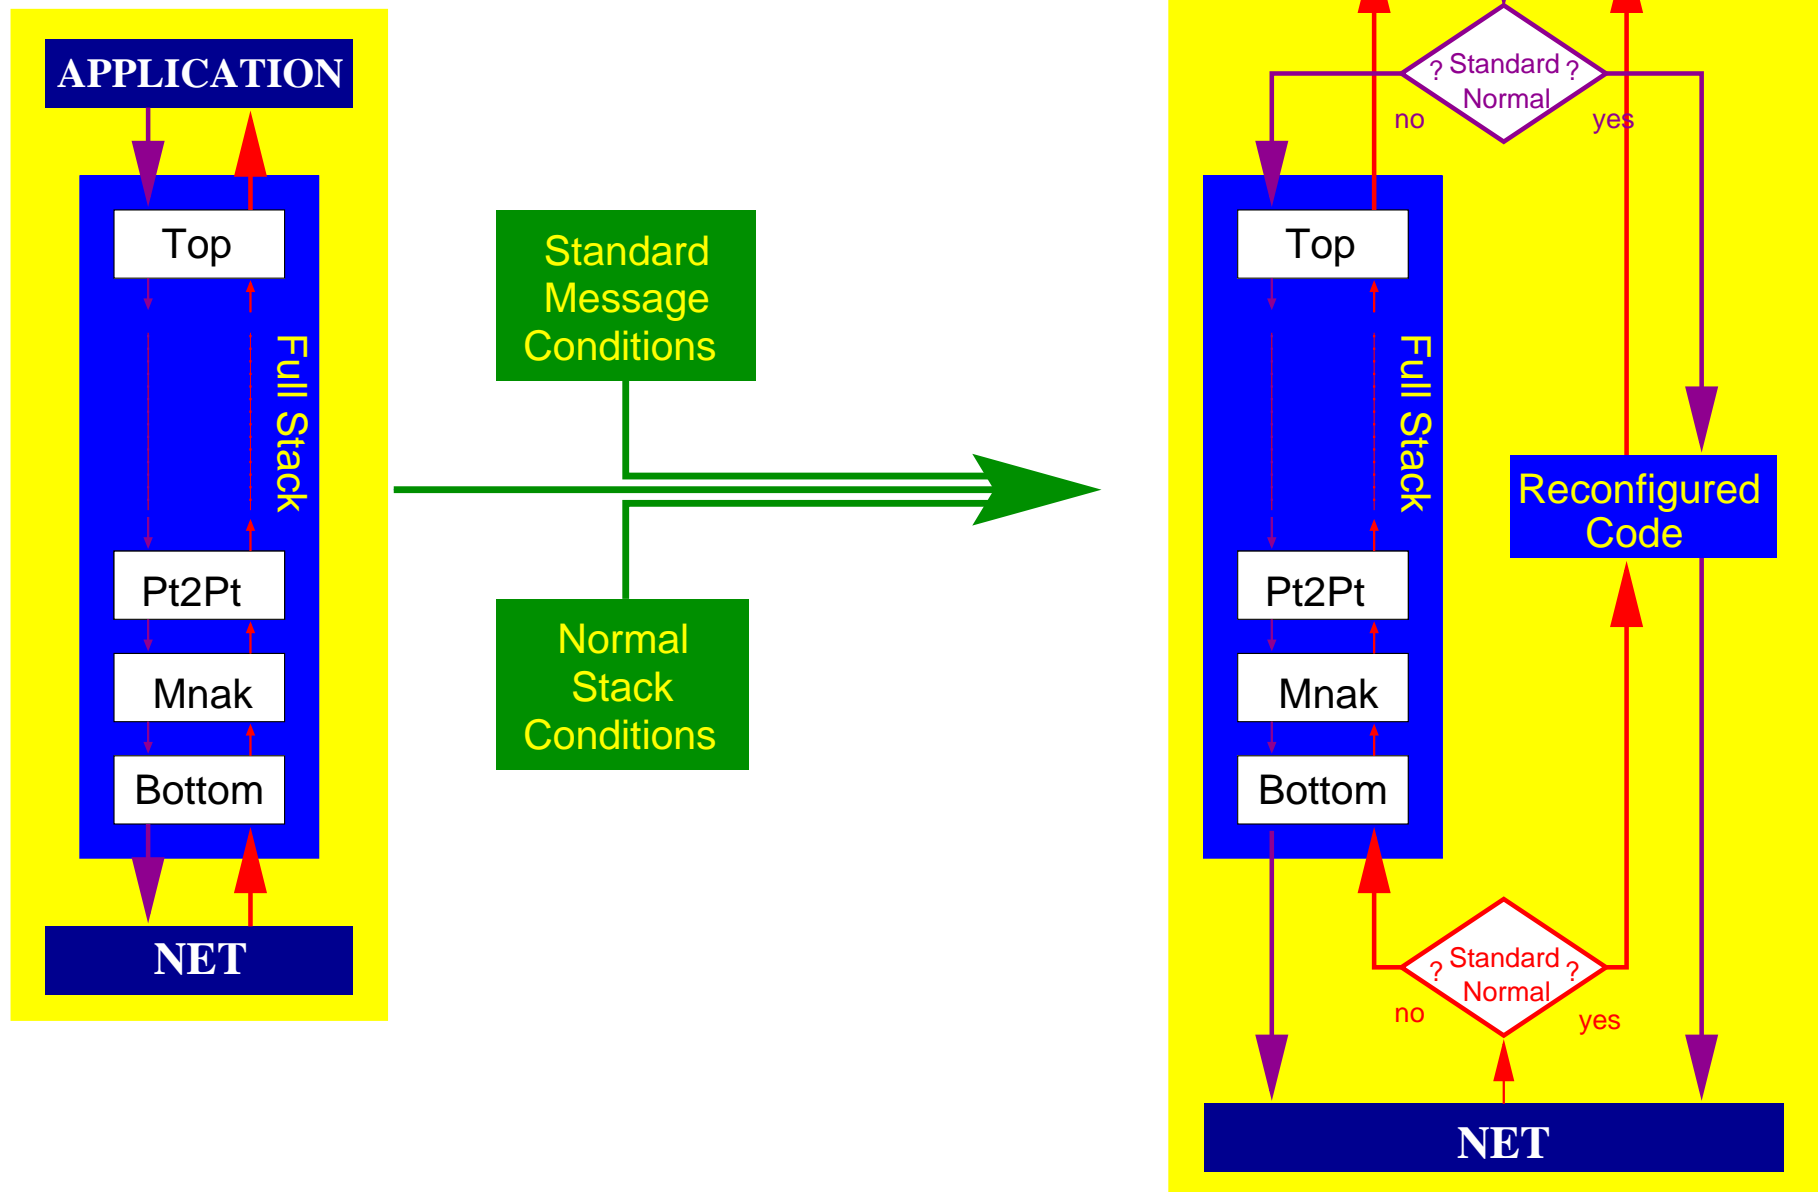 APPLICATION
Top
Full Stack
Pt2Pt
Mnak
Bottom
NET
Standard
Message
Conditions
Normal
Stack
Conditions
? Standard ?
Normal
no
yes
Top
Full Stack
Reconfigured
Code
Pt2Pt
Mnak
Bottom
? Standard ?
Normal
no
yes
NET